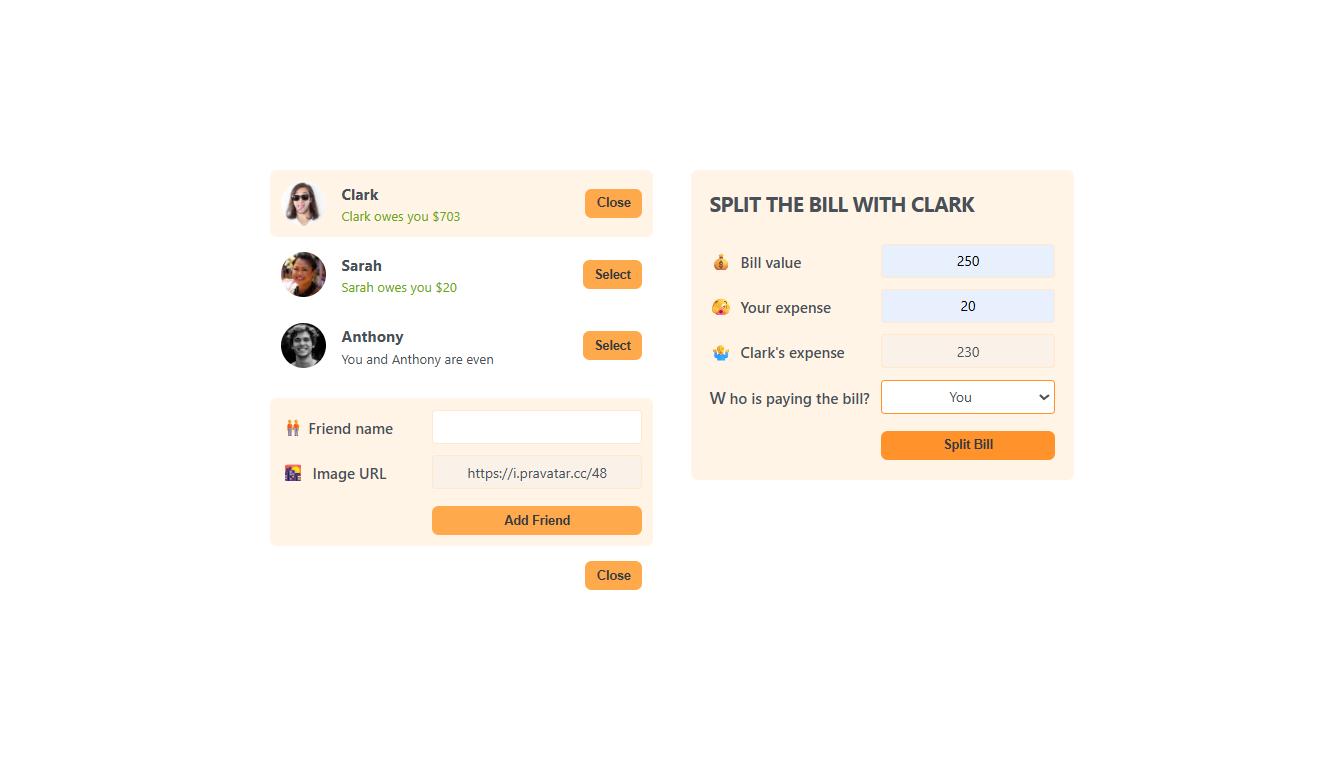 Clark
Clark owes you $703
Close
Sarah
Sarah owes you $20
Select
Anthony
You and Anthony are even
Select
Friend name
Image URL
https://i.pravatar.cc/48
Add Friend
Close
SPLIT THE BILL WITH CLARK
Bill value
250
Your expense
20
Clark's expense
230
W ho is paying the bill?
You
Split Bill